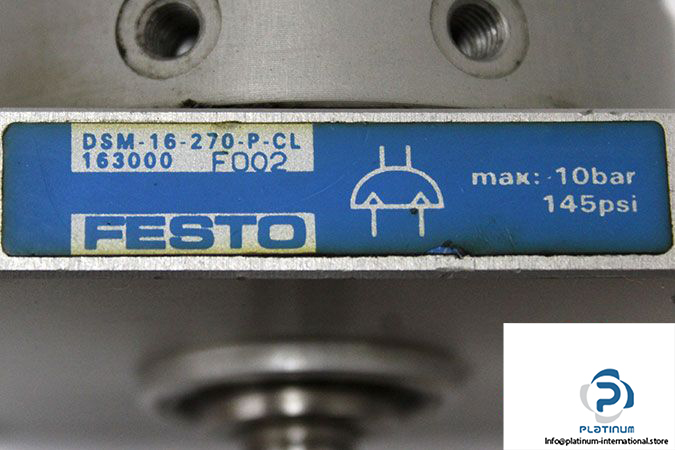 DSM-16-270-P-CL
163000 F002
FESTO
max: 10bar
145psi
PLATINUM
Info@platinum-international.store